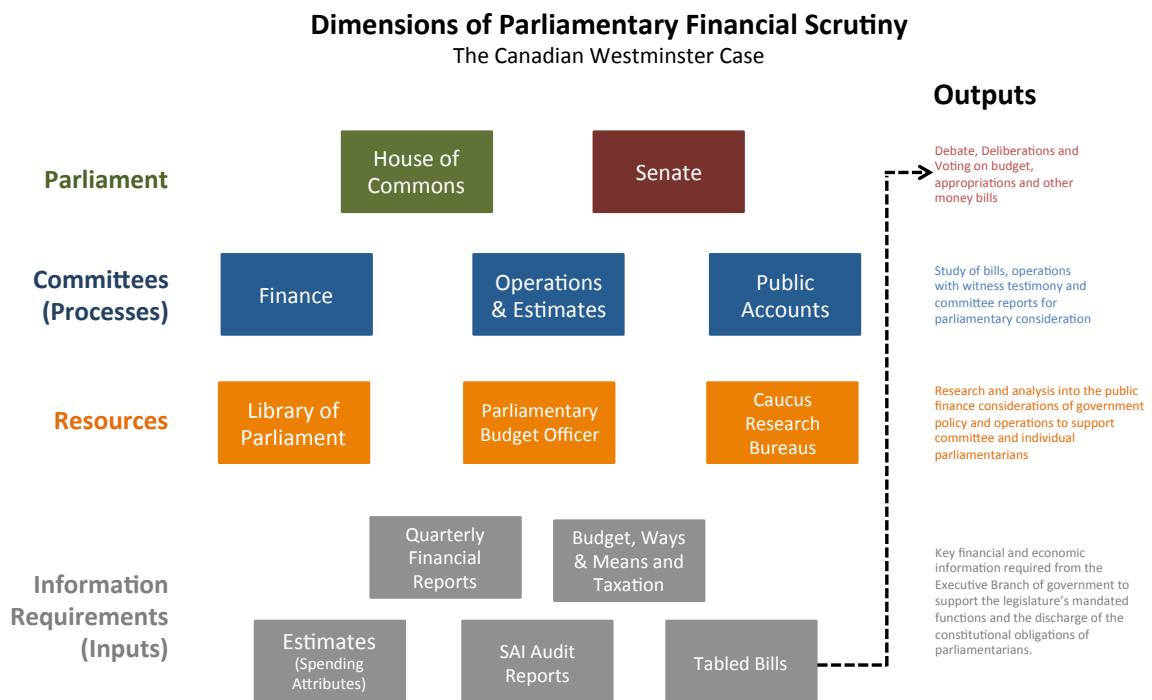 Dimensions of Parliamentary Financial Scrutiny
The Canadian Westminster Case
Outputs
Parliament
House of
Commons
Senate
Debate, Deliberations and
Voting on budget,
appropriations and other
money bills
Committees
(Processes)
Finance
Operations
& Estimates
Public
Accounts
Study of bills, operations
with witness testimony and
committee reports for
parliamentary consideration
Resources
Library of
Parliament
Parliamentary
Budget Officer
Caucus
Research
Bureaus
Research and analysis into the public
finance considerations of government
policy and operations to support
committee and individual
parliamentarians
Information
Requirements
(Inputs)
Quarterly
Financial
Reports
Budget, Ways
& Means and
Taxation
Estimates
(Spending
Attributes)
SAI Audit
Reports
Tabled Bills
Key financial and economic
information required from the
Executive Branch of government to
support the legislature’s mandated
functions and the discharge of the
constitutional obligations of
parliamentarians.